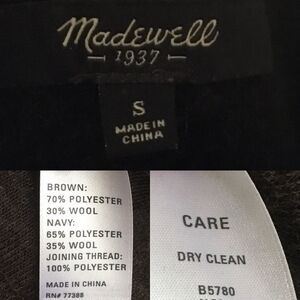 Madewell
1937
S
MADE IN
CHINA
BROWN:
70% POLYESTER
30% WOOL
NAVY:
65% POLYESTER
35% WOOL
JOINING THREAD:
100% POLYESTER
MADE IN CHINA
RN# 77388
CARE
DRY CLEAN
B5780